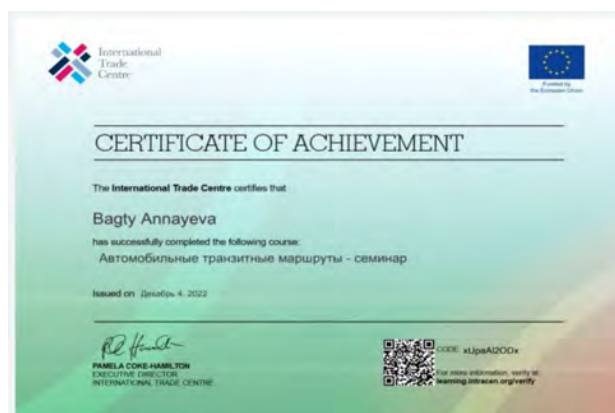 International
Trade
Centre
Funded by
the European Union
CERTIFICATE OF ACHIEVEMENT
The International Trade Centre certifies that
Bagty Annayeva
has successfully completed the following course:
Автомобильные транзитные маршруты - семинар
Issued on Декабрь 4, 2022
PAMELA COKE-HAMILTON
EXECUTIVE DIRECTOR
INTERNATIONAL TRADE CENTRE
CODE: xUpaAI2ODx
For more information, verify at:
learning.intracen.org/verify